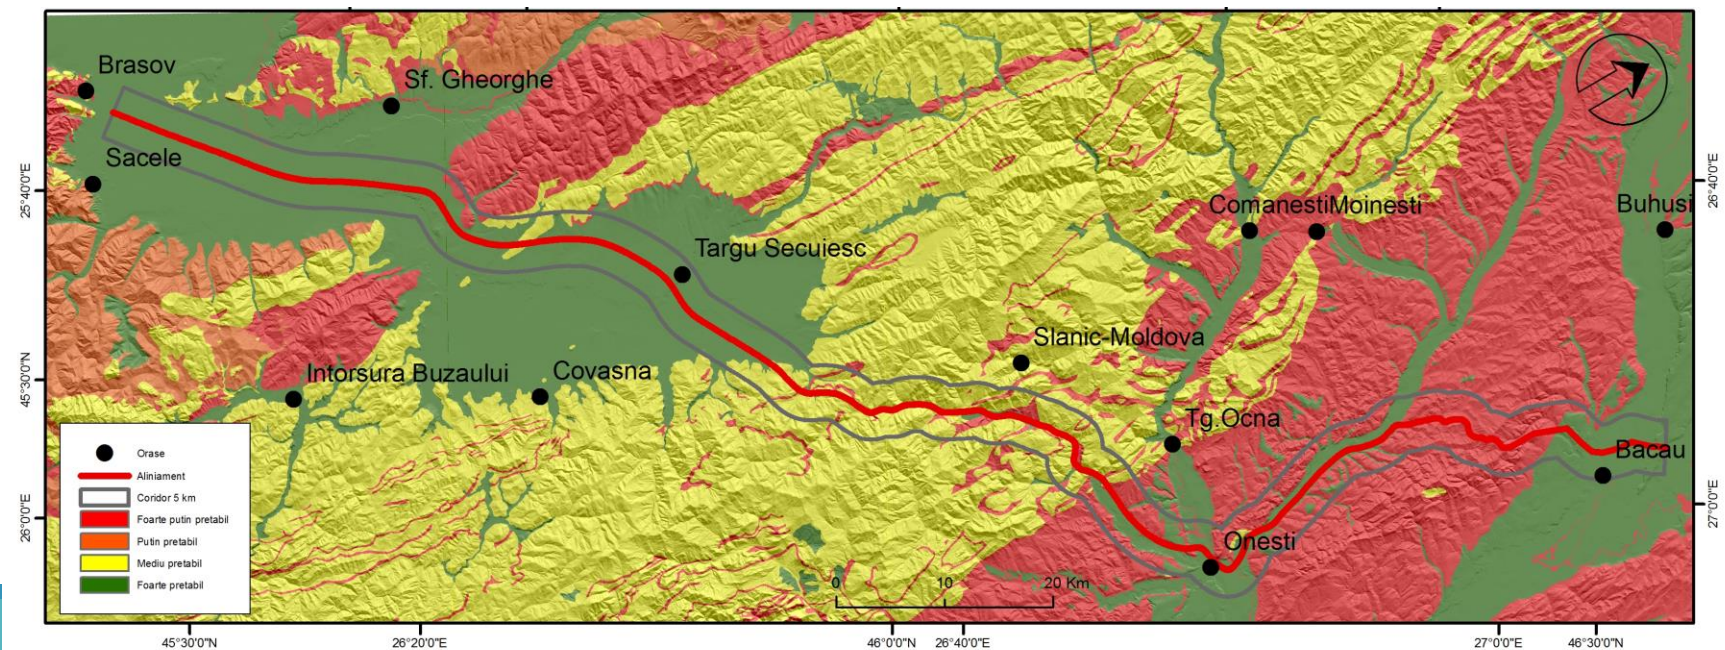 Brasov
Sf. Gheorghe
Sacele
Comanesti
Moinesti
Buhusi
Targu Secuiesc
Slanic-Moldova
Intorsura Buzaului
Covasna
Tg.Ocna
Bacau
Onesti
Orase
Aliniament
Coridor 5 km
Foarte putin pretabil
Putin pretabil
Mediu pretabil
Foarte pretabil
0 10 20 Km
25°40'0"E
45°30'0"N
26°0'0"E
26°40'0"E
27°0'0"E
45°30'0"N
26°20'0"E
46°0'0"N
26°40'0"E
27°0'0"E
46°30'0"N